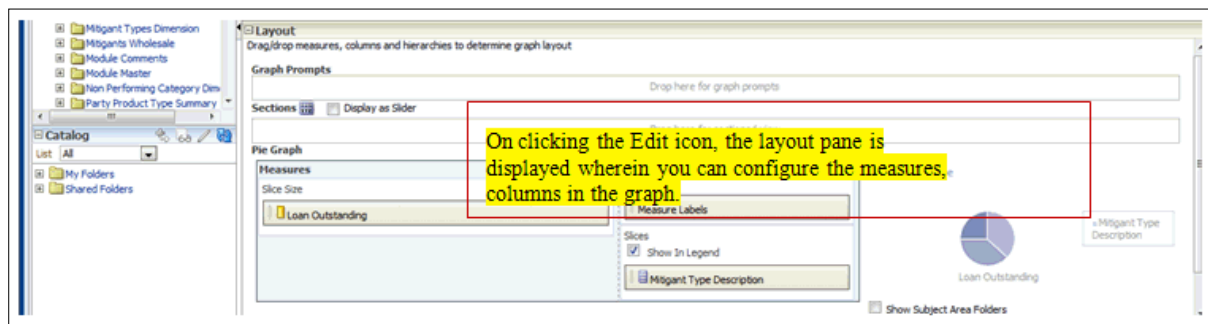 Mitigant Types Dimension
Mitigants Wholesale
Module Comments
Module Master
Non Performing Category Dim
Party Product Type Summary
Catalog
List All
My Folders
Shared Folders
Layout
Drag/drop measures, columns and hierarchies to determine graph layout
Graph Prompts
Drop here for graph prompts
Sections Display as Slider
On clicking the Edit icon, the layout pane is
displayed wherein you can configure the measures,
columns in the graph.
Pie Graph
Measures
Slice Size
Loan Outstanding
Measure Labels
Slices
Show In Legend
Mitigant Type Description
Mitigant Type
Description
Loan Outstanding
Show Subject Area Folders